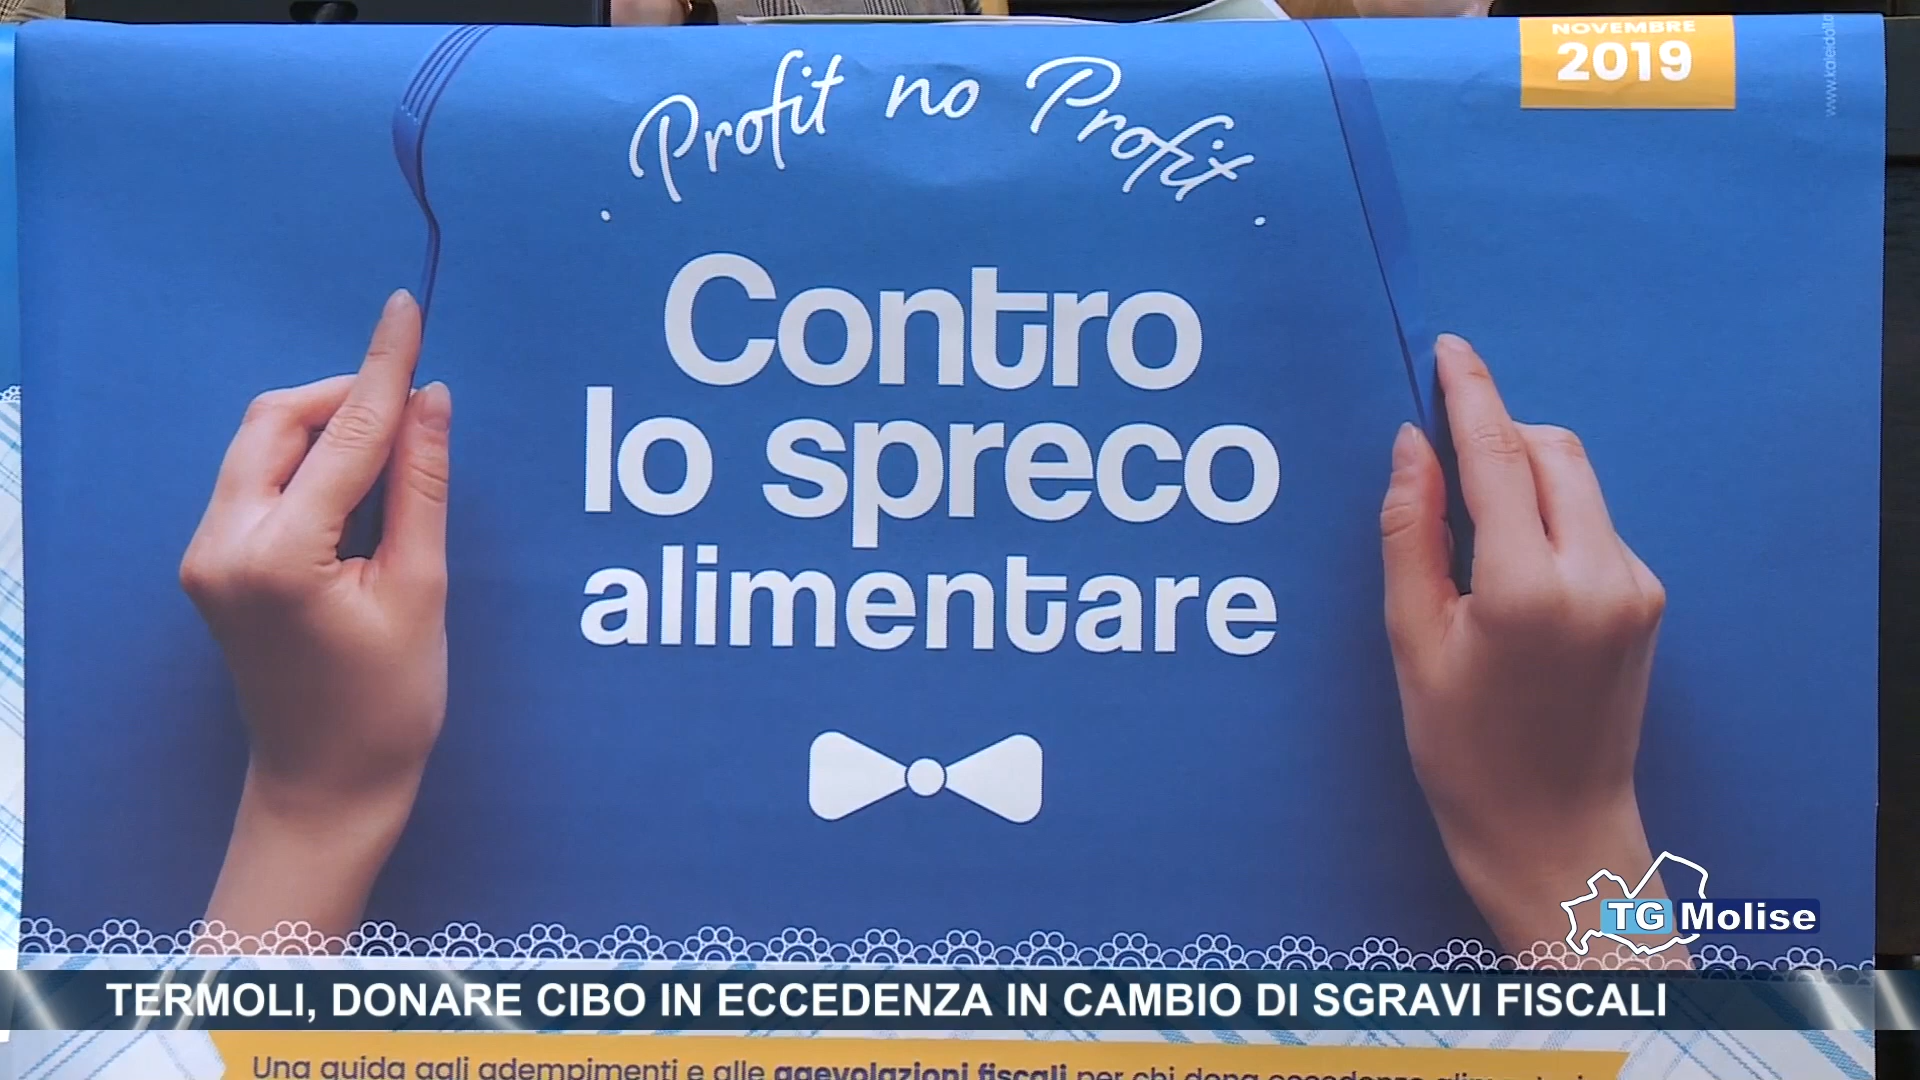 NOVEMBRE
2019
. Profit no Profit .
Contro
lo spreco
alimentare
TG Molise
TERMOLI, DONARE CIBO IN ECCEDENZA IN CAMBIO DI SGRAVI FISCALI
Una guida agli adempimenti e alle agevolazioni fiscali per chi dona eccedenze